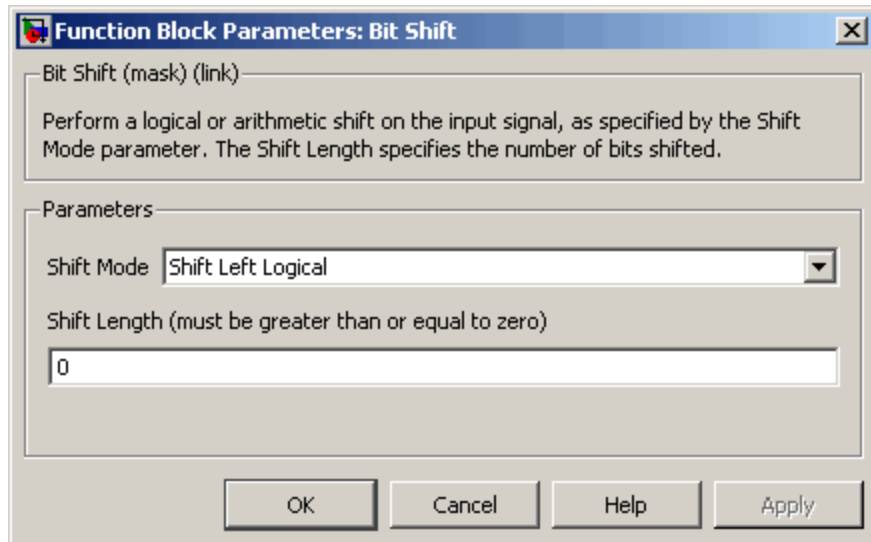 Function Block Parameters: Bit Shift
Bit Shift (mask) (link)
Perform a logical or arithmetic shift on the input signal, as specified by the Shift
Mode parameter. The Shift Length specifies the number of bits shifted.
Parameters
Shift Mode Shift Left Logical
Shift Length (must be greater than or equal to zero)
0
OK Cancel Help Apply